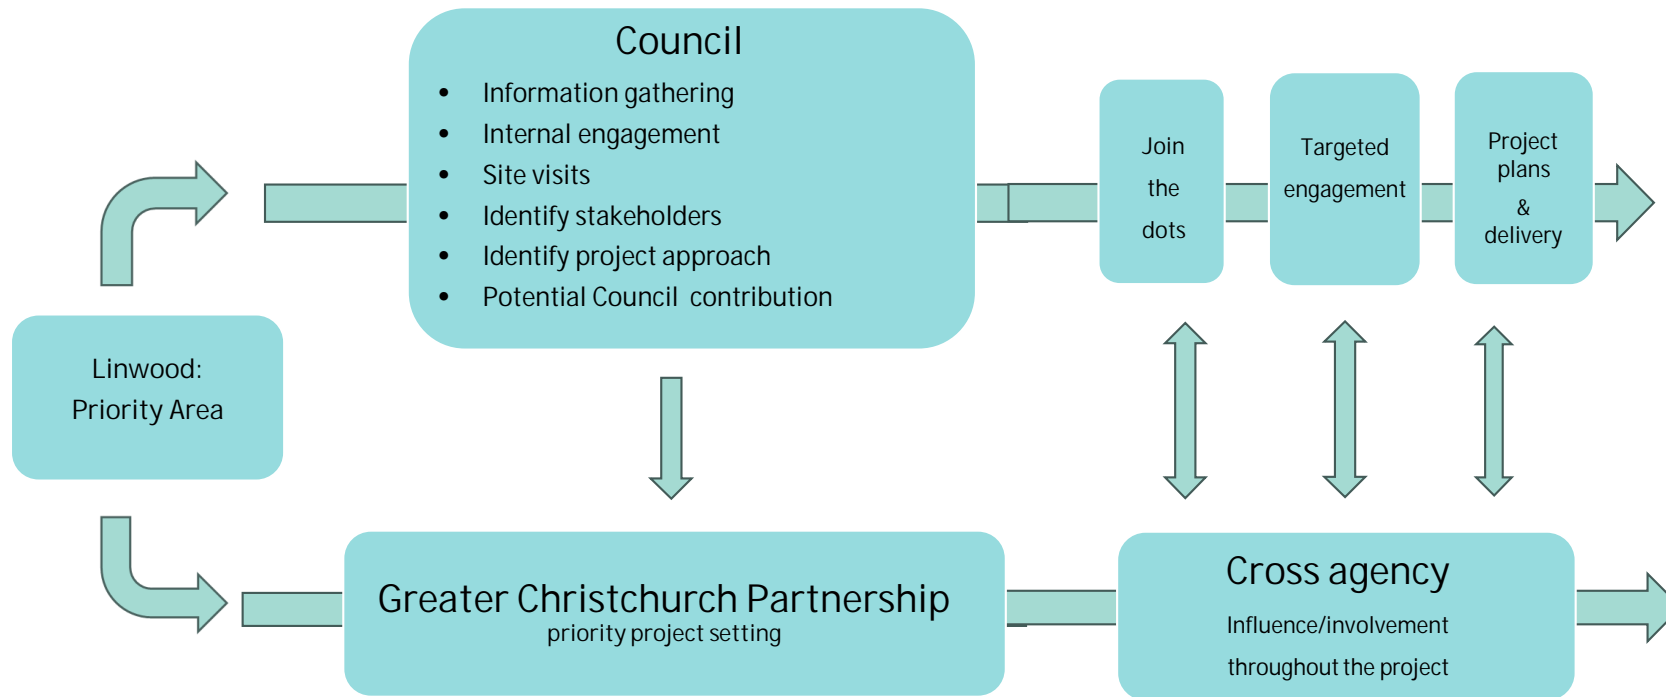 Council
• Information gathering
• Internal engagement
• Site visits
• Identify stakeholders
• Identify project approach
• Potential Council contribution
Join
the
dots
Targeted
engagement
Project
plans
&
delivery
Linwood:
Priority Area
Greater Christchurch Partnership
priority project setting
Cross agency
Influence/involvement
throughout the project